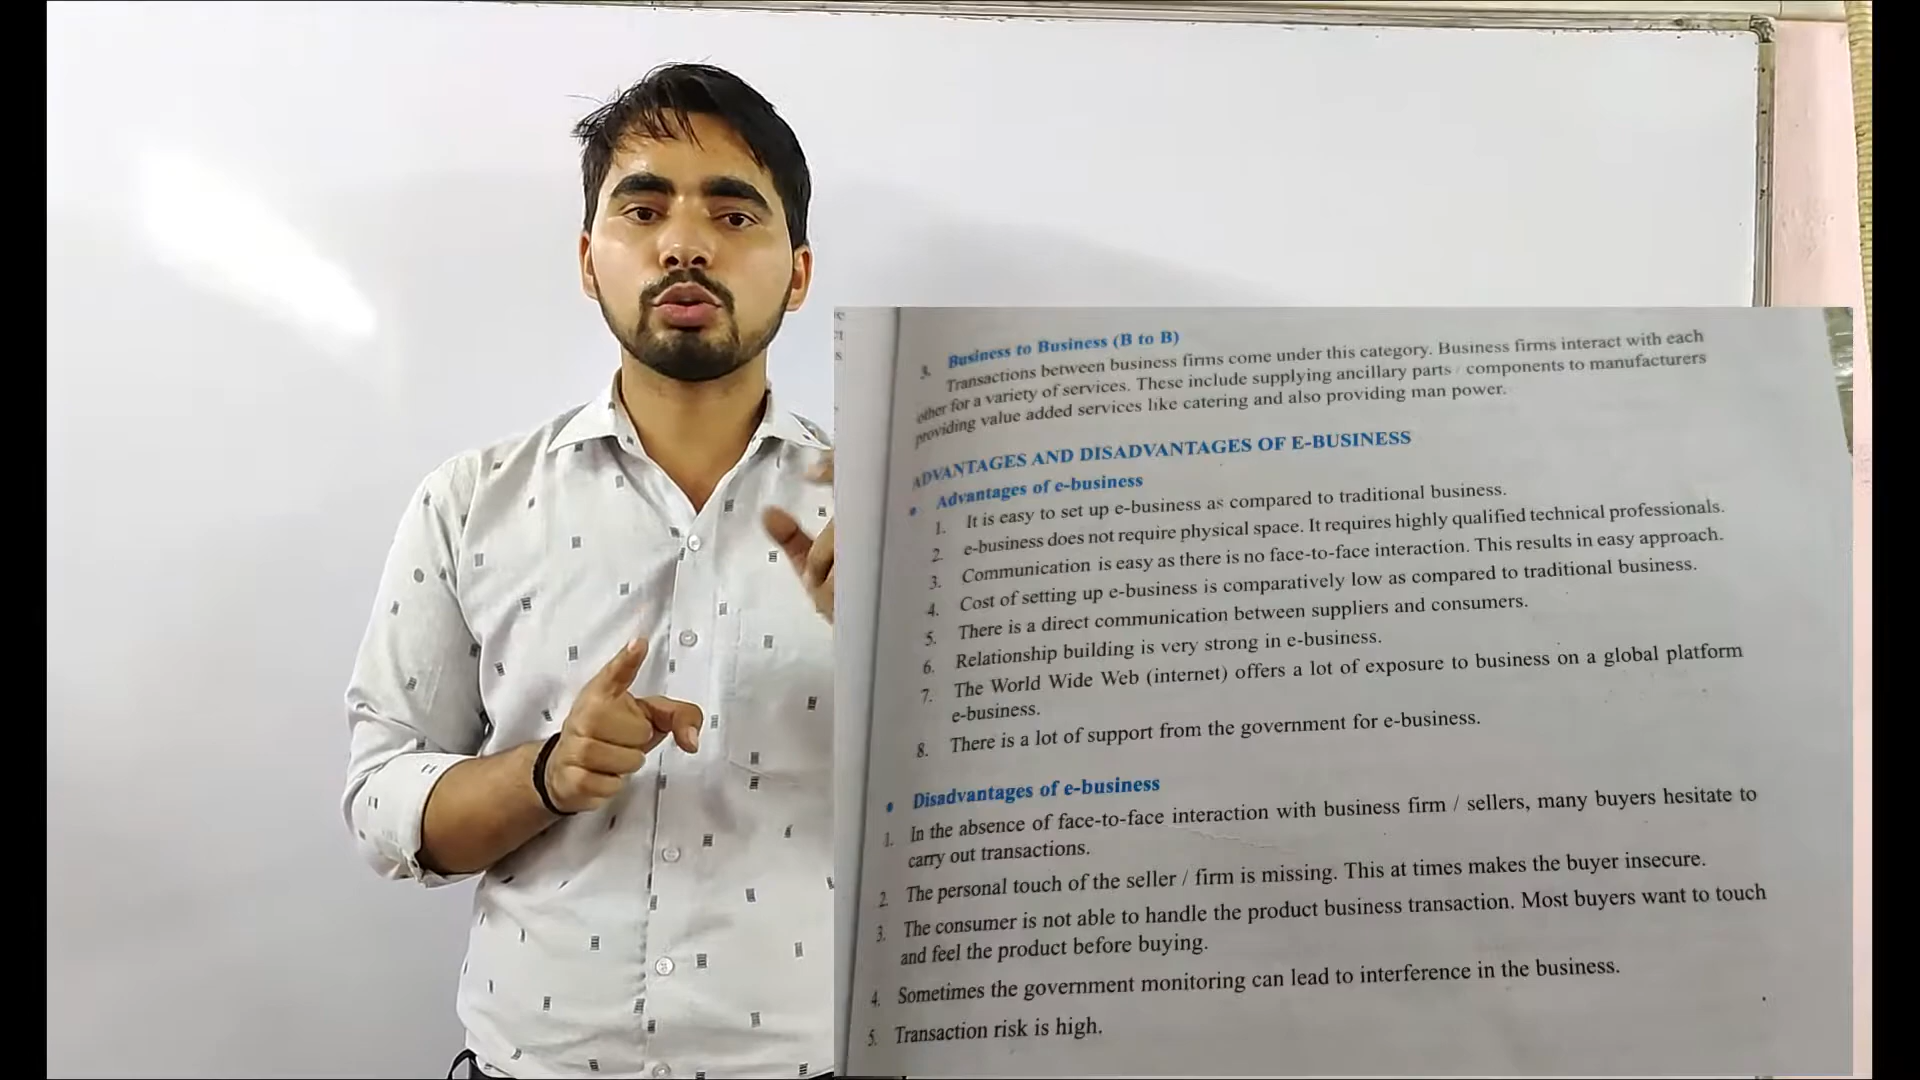 3. Business to Business (B to B)
Transactions between business firms come under this category. Business firms interact with each
other for a variety of services. These include supplying ancillary parts / components to manufacturers
providing value added services like catering and also providing man power.
ADVANTAGES AND DISADVANTAGES OF E-BUSINESS
• Advantages of e-business
1. It is easy to set up e-business as compared to traditional business.
2. e-business does not require physical space. It requires highly qualified technical professionals.
3. Communication is easy as there is no face-to-face interaction. This results in easy approach.
4. Cost of setting up e-business is comparatively low as compared to traditional business.
5. There is a direct communication between suppliers and consumers.
6. Relationship building is very strong in e-business.
7. The World Wide Web (internet) offers a lot of exposure to business on a global platform
e-business.
8. There is a lot of support from the government for e-business.
• Disadvantages of e-business
1. In the absence of face-to-face interaction with business firm / sellers, many buyers hesitate to
carry out transactions.
2. The personal touch of the seller / firm is missing. This at times makes the buyer insecure.
3. The consumer is not able to handle the product business transaction. Most buyers want to touch
and feel the product before buying.
4. Sometimes the government monitoring can lead to interference in the business.
5. Transaction risk is high.